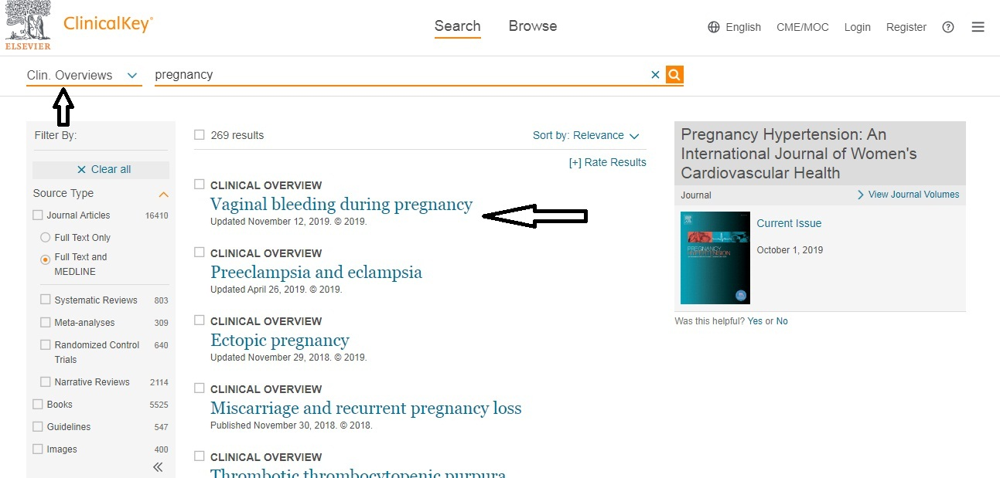 ELSEVIER
ClinicalKey®
Search
Browse
English
CME/MOC
Login
Register
?
Clin. Overviews
pregnancy
Filter By:
Clear all
Source Type
Journal Articles 16410
Full Text Only
Full Text and
MEDLINE
Systematic Reviews 803
Meta-analyses 309
Randomized Control 640
Trials
Narrative Reviews 2114
Books 5525
Guidelines 547
Images 400
269 results
Sort by: Relevance
[+] Rate Results
CLINICAL OVERVIEW
Vaginal bleeding during pregnancy
Updated November 12, 2019. © 2019.
CLINICAL OVERVIEW
Preeclampsia and eclampsia
Updated April 26, 2019. © 2019.
CLINICAL OVERVIEW
Ectopic pregnancy
Updated November 29, 2018. © 2019.
CLINICAL OVERVIEW
Miscarriage and recurrent pregnancy loss
Published November 30, 2018. © 2018.
CLINICAL OVERVIEW
Thrombotic thrombocytopenic purpura
Pregnancy Hypertension: An
International Journal of Women's
Cardiovascular Health
Journal
View Journal Volumes
PREGNANCY
HYPERTENSION
Current Issue
October 1, 2019
Was this helpful? Yes or No